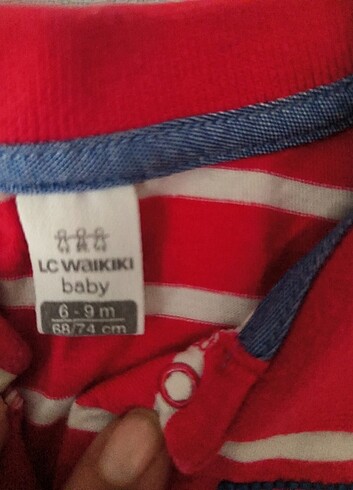 LC WAIKIKI
baby
6 - 9 m
68/74 cm